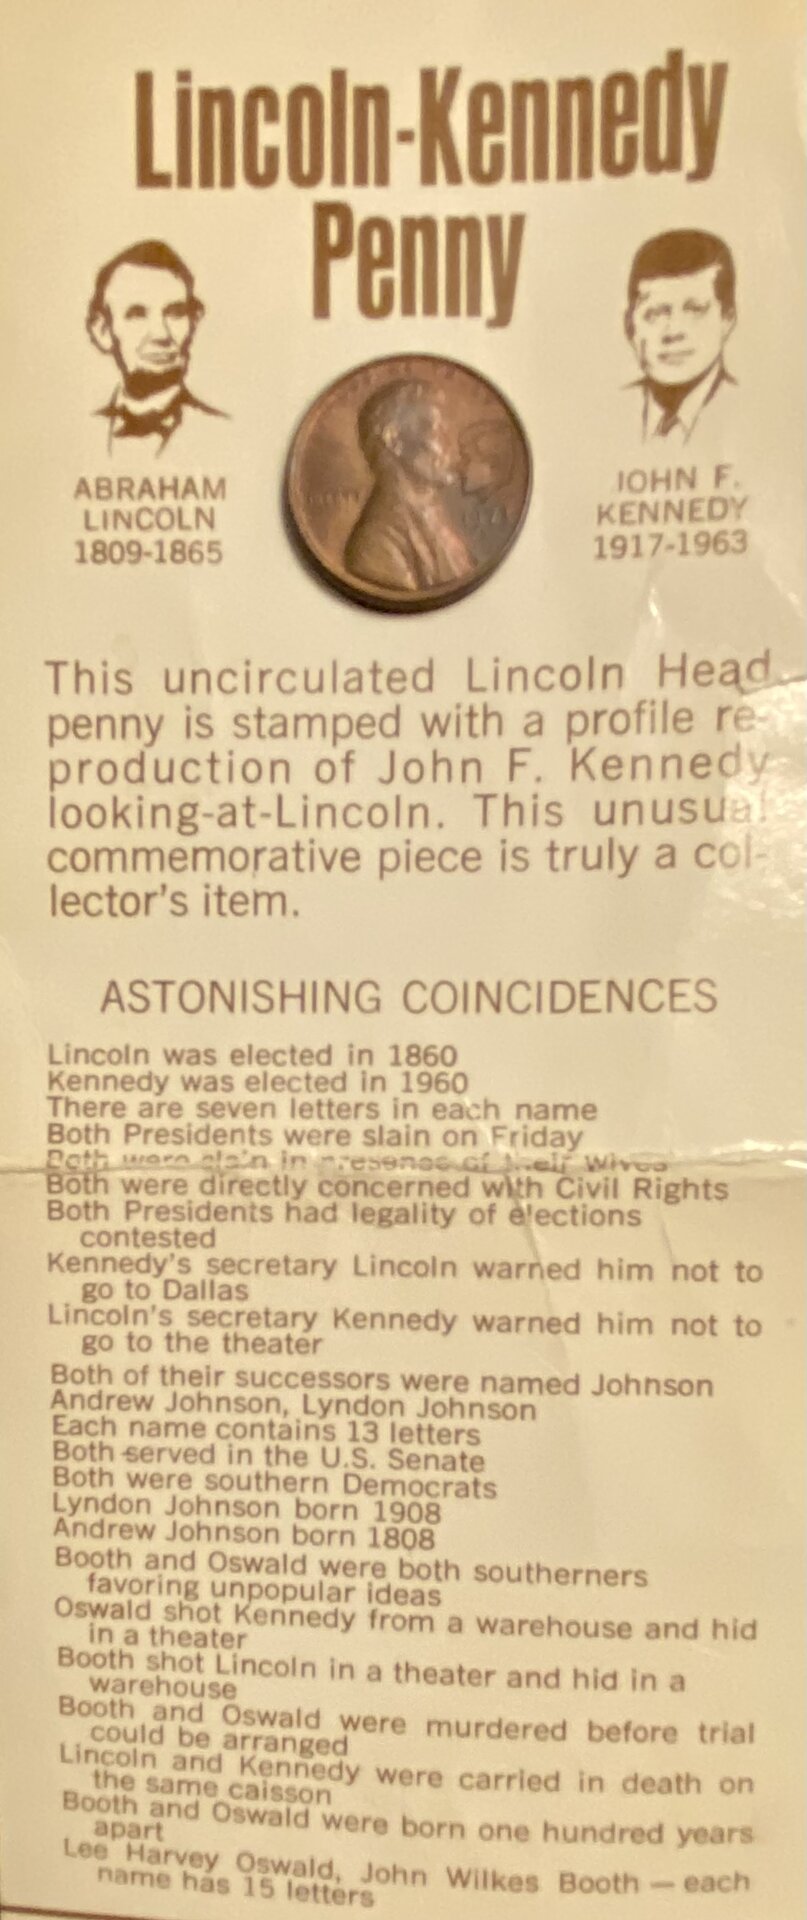 Lincoln-Kennedy
Penny
ABRAHAM
LINCOLN
1809-1865
JOHN F.
KENNEDY
1917-1963
This uncirculated Lincoln Head
penny is stamped with a profile re-
production of John F. Kennedy
looking-at-Lincoln. This unusual
commemorative piece is truly a col-
lector's item.
ASTONISHING COINCIDENCES
Lincoln was elected in 1860
Kennedy was elected in 1960
There are seven letters in each name
Both Presidents were slain on Friday
Both were slain in presence of their wives
Both were directly concerned with Civil Rights
Both Presidents had legality of elections
contested
Kennedy's secretary Lincoln warned him not to
go to Dallas
Lincoln's secretary Kennedy warned him not to
go to the theater
Both of their successors were named Johnson
Andrew Johnson, Lyndon Johnson
Each name contains 13 letters
Both served in the U.S. Senate
Both were southern Democrats
Lyndon Johnson born 1908
Andrew Johnson born 1808
Booth and Oswald were both southerners
favoring unpopular ideas
Oswald shot Kennedy from a warehouse and hid
in a theater
Booth shot Lincoln in a theater and hid in a
warehouse
Booth and Oswald were murdered before trial
could be arranged
Lincoln and Kennedy were carried in death on
the same caisson
Booth and Oswald were born one hundred years
apart
Lee Harvey Oswald, John Wilkes Booth — each
name has 15 letters